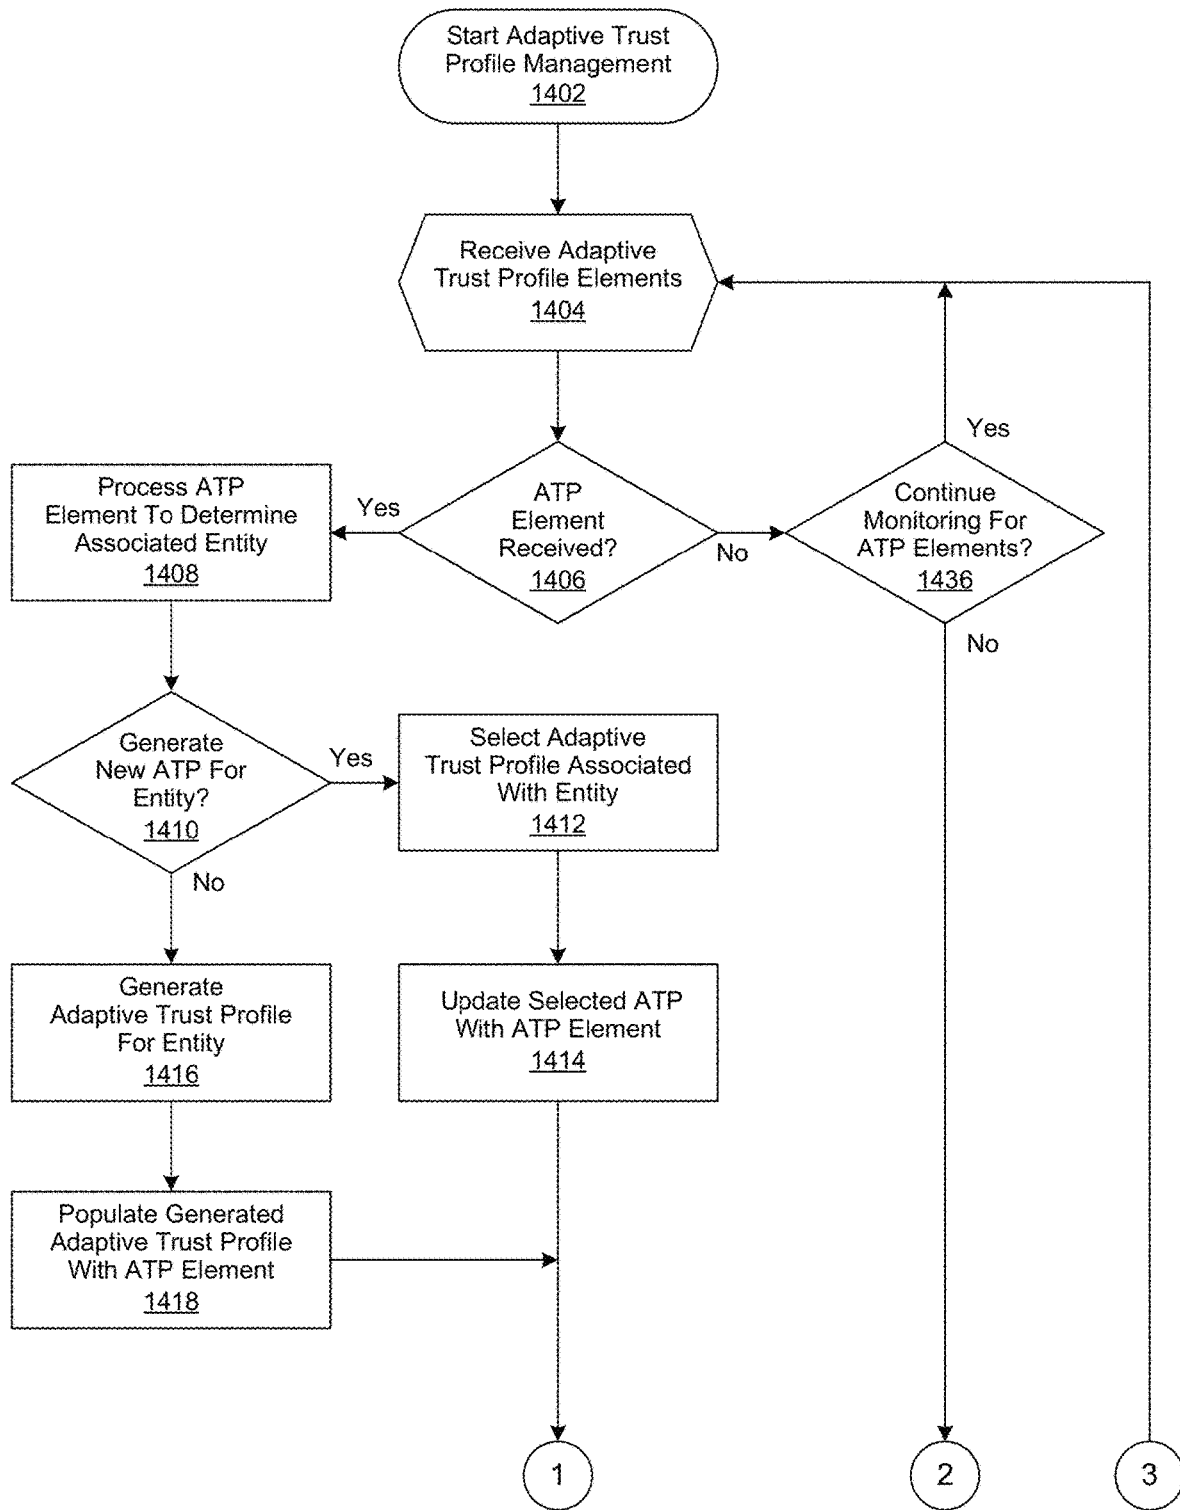 Start Adaptive Trust
Profile Management
1402
Receive Adaptive
Trust Profile Elements
1404
Yes
Process ATP
Element To Determine
Associated Entity
1408
Yes
ATP
Element
Received?
1406
No
Continue
Monitoring For
ATP Elements?
1436
No
Generate
New ATP For
Entity?
1410
Yes
No
Select Adaptive
Trust Profile Associated
With Entity
1412
Generate
Adaptive Trust Profile
For Entity
1416
Update Selected ATP
With ATP Element
1414
Populate Generated
Adaptive Trust Profile
With ATP Element
1418
1
2
3